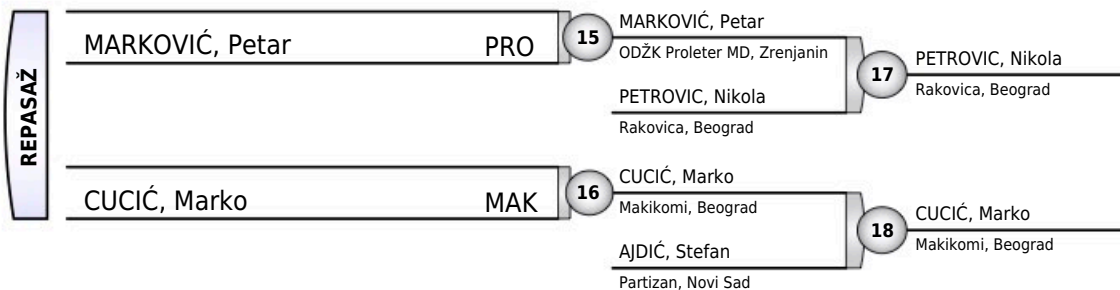 REPASAŽ
MARKOVIĆ, Petar PRO
15
MARKOVIĆ, Petar
ODŽK Proleter MD, Zrenjanin
PETROVIC, Nikola
Rakovica, Beograd
17
PETROVIC, Nikola
Rakovica, Beograd
CUCIĆ, Marko MAK
16
CUCIĆ, Marko
Makikomi, Beograd
AJDIĆ, Stefan
Partizan, Novi Sad
18
CUCIĆ, Marko
Makikomi, Beograd